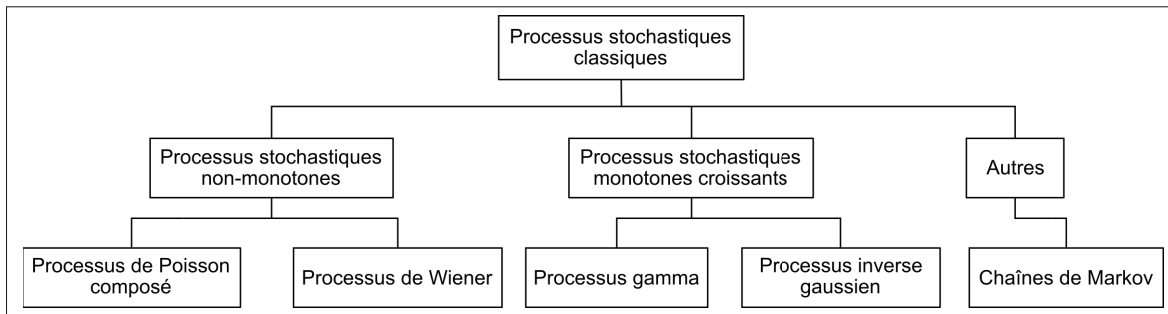 Processus stochastiques
classiques
Processus stochastiques
non-monotones
Processus stochastiques
monotones croissants
Autres
Processus de Poisson
composé
Processus de Wiener
Processus gamma
Processus inverse
gaussien
Chaînes de Markov